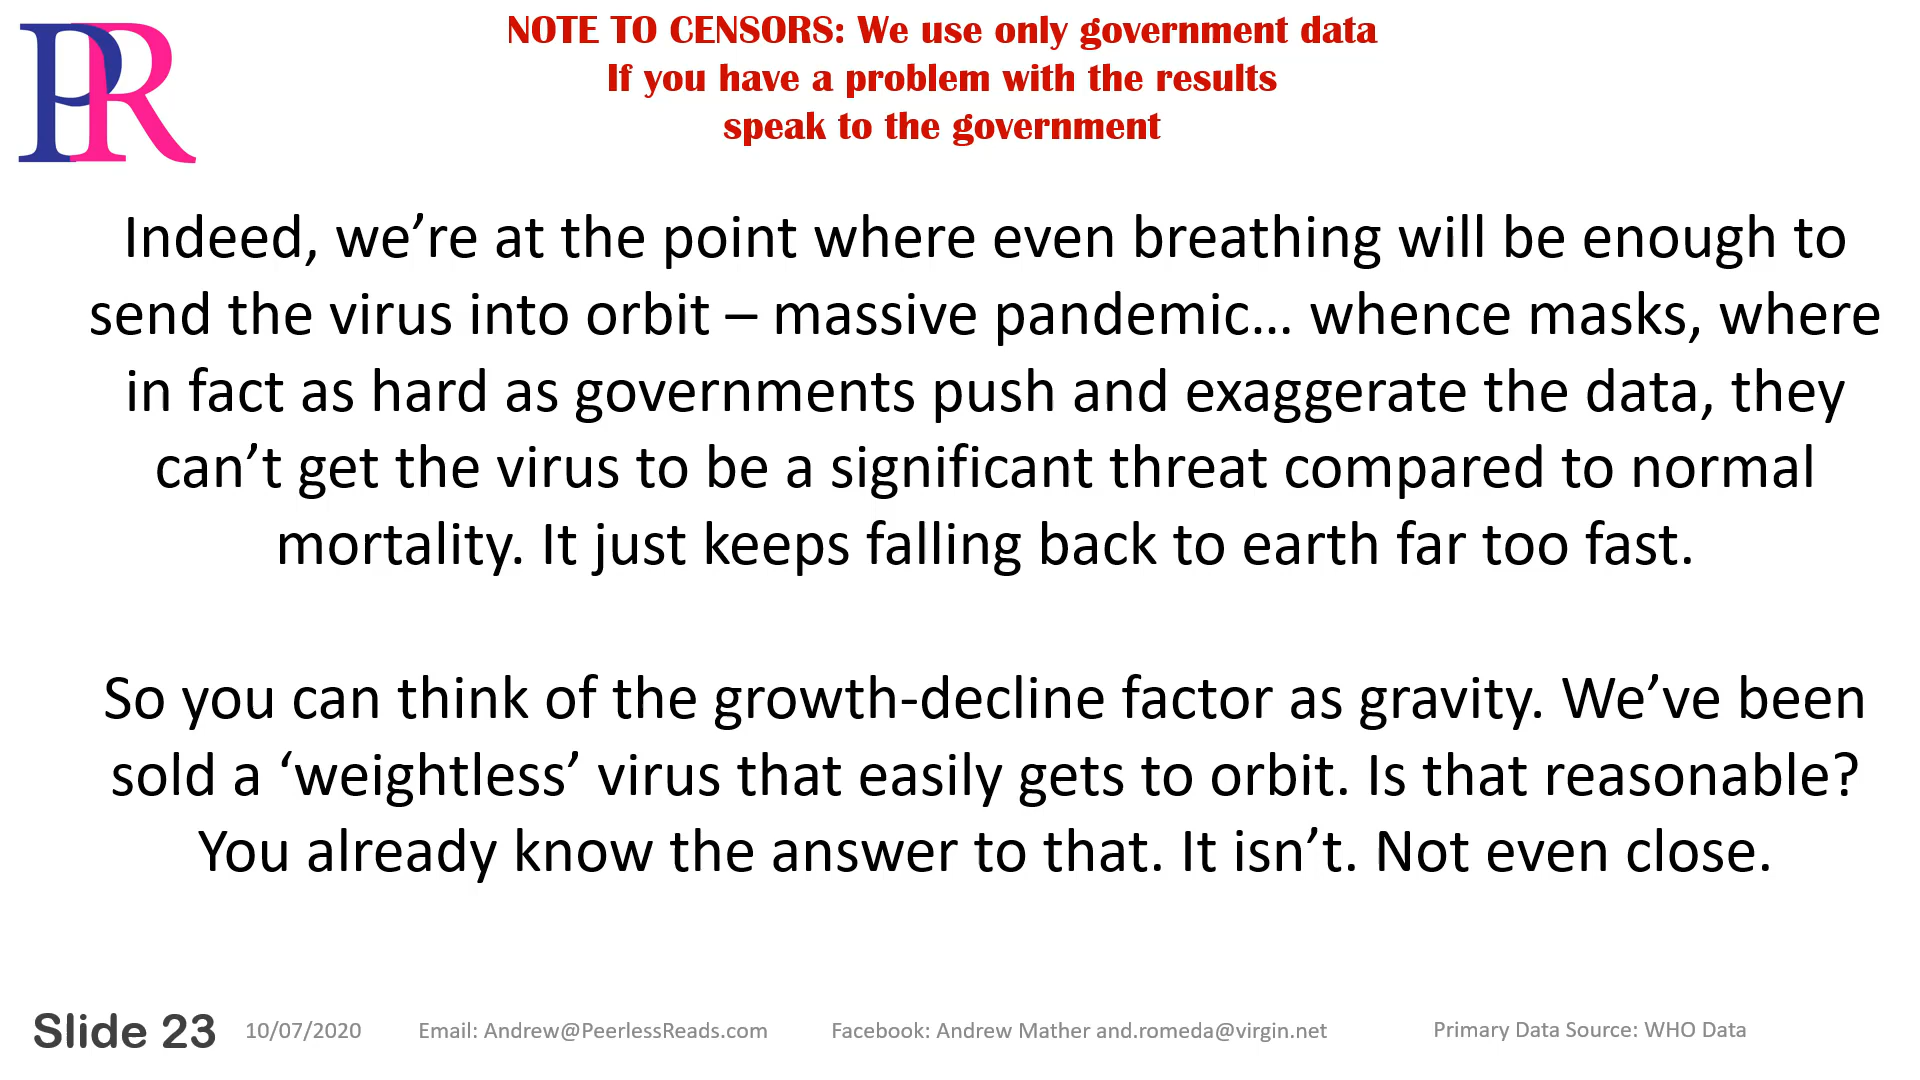 PR
NOTE TO CENSORS: We use only government data
If you have a problem with the results
speak to the government
Indeed, we’re at the point where even breathing will be enough to
send the virus into orbit – massive pandemic… whence masks, where
in fact as hard as governments push and exaggerate the data, they
can’t get the virus to be a significant threat compared to normal
mortality. It just keeps falling back to earth far too fast.
So you can think of the growth-decline factor as gravity. We’ve been
sold a ‘weightless’ virus that easily gets to orbit. Is that reasonable?
You already know the answer to that. It isn’t. Not even close.
Slide 23 10/07/2020 Email: Andrew@PeerlessReads.com Facebook: Andrew Mather and.romeda@virgin.net Primary Data Source: WHO Data